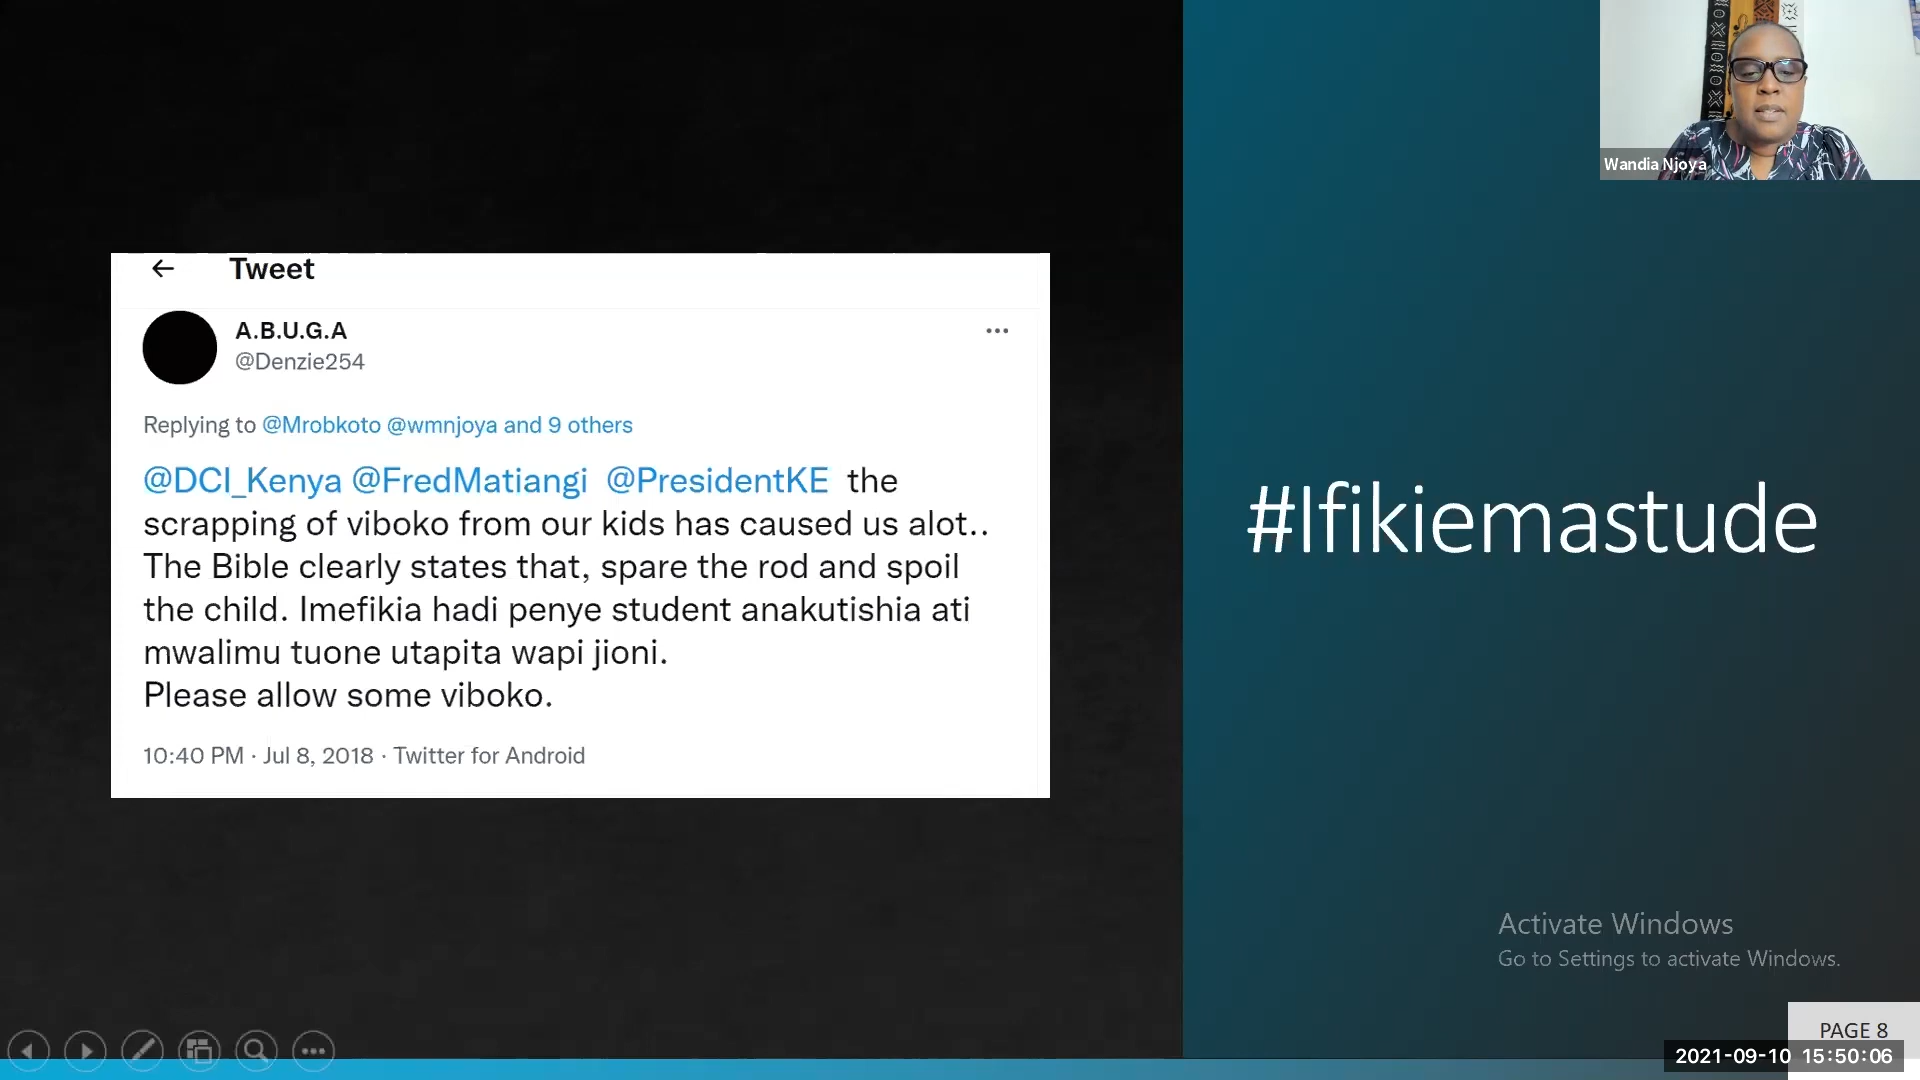 Wandia Njoya
Tweet
A.B.U.G.A
@Denzie254
Replying to @Mrobkoto @wmnjoya and 9 others
@DCI_Kenya @FredMatiangi @PresidentKE the
scrapping of viboko from our kids has caused us alot..
The Bible clearly states that, spare the rod and spoil
the child. Imefikia hadi penye student anakutishia ati
mwalimu tuone utapita wapi jioni.
Please allow some viboko.
10:40 PM · Jul 8, 2018 · Twitter for Android
#Ifikiemastude
Activate Windows
Go to Settings to activate Windows.
PAGE 8
2021-09-10 15:50:06